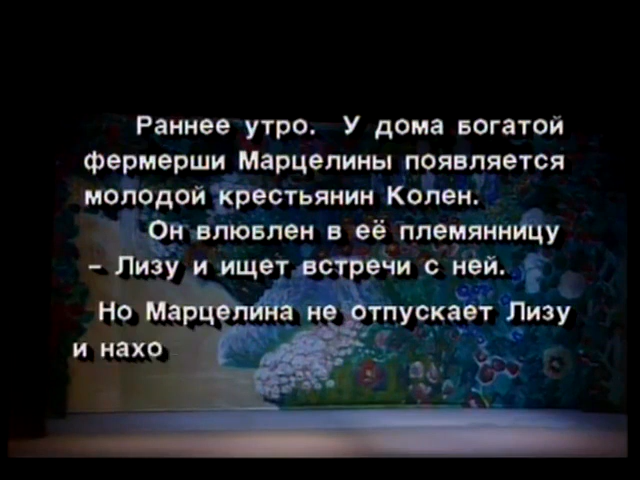 Раннее утро. У дома богатой
фермерши Марцелины появляется
молодой крестьянин Колен.
Он влюблен в её племянницу
– Лизу и ищет встречи с ней.
Но Марцелина не отпускает Лизу
и нахо